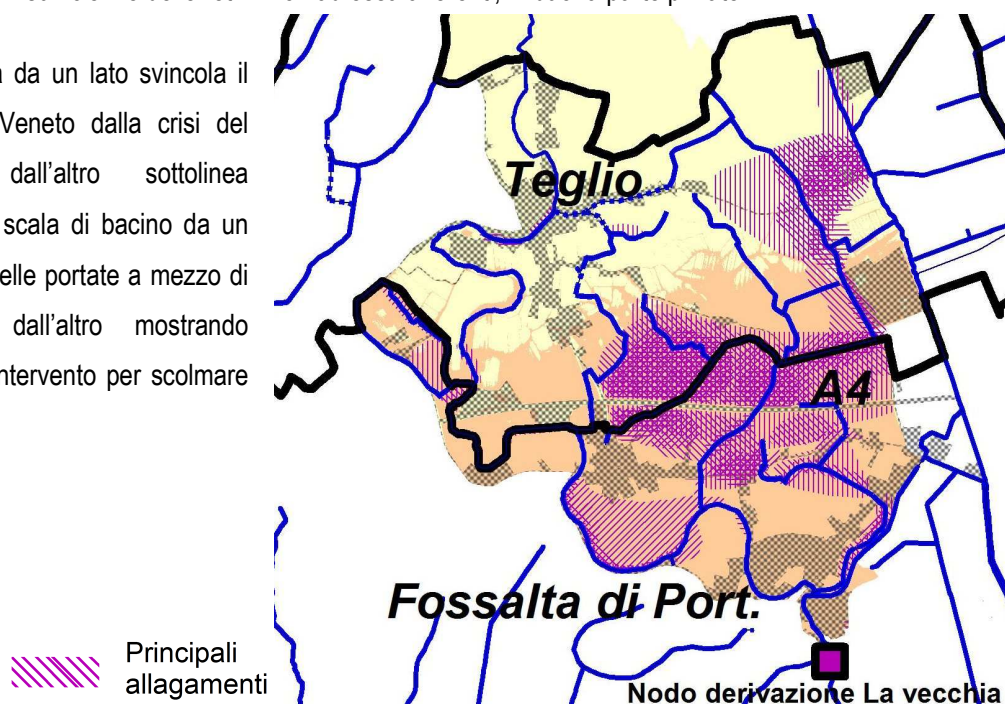 a da un lato svincola il
Veneto dalla crisi del
dall'altro sottolinea
scala di bacino da un
elle portate a mezzo di
dall'altro mostrando
ntervento per scolmare
Teglio
A4
Fossalta di Port.
Nodo derivazione La vecchia
Principali
allagamenti